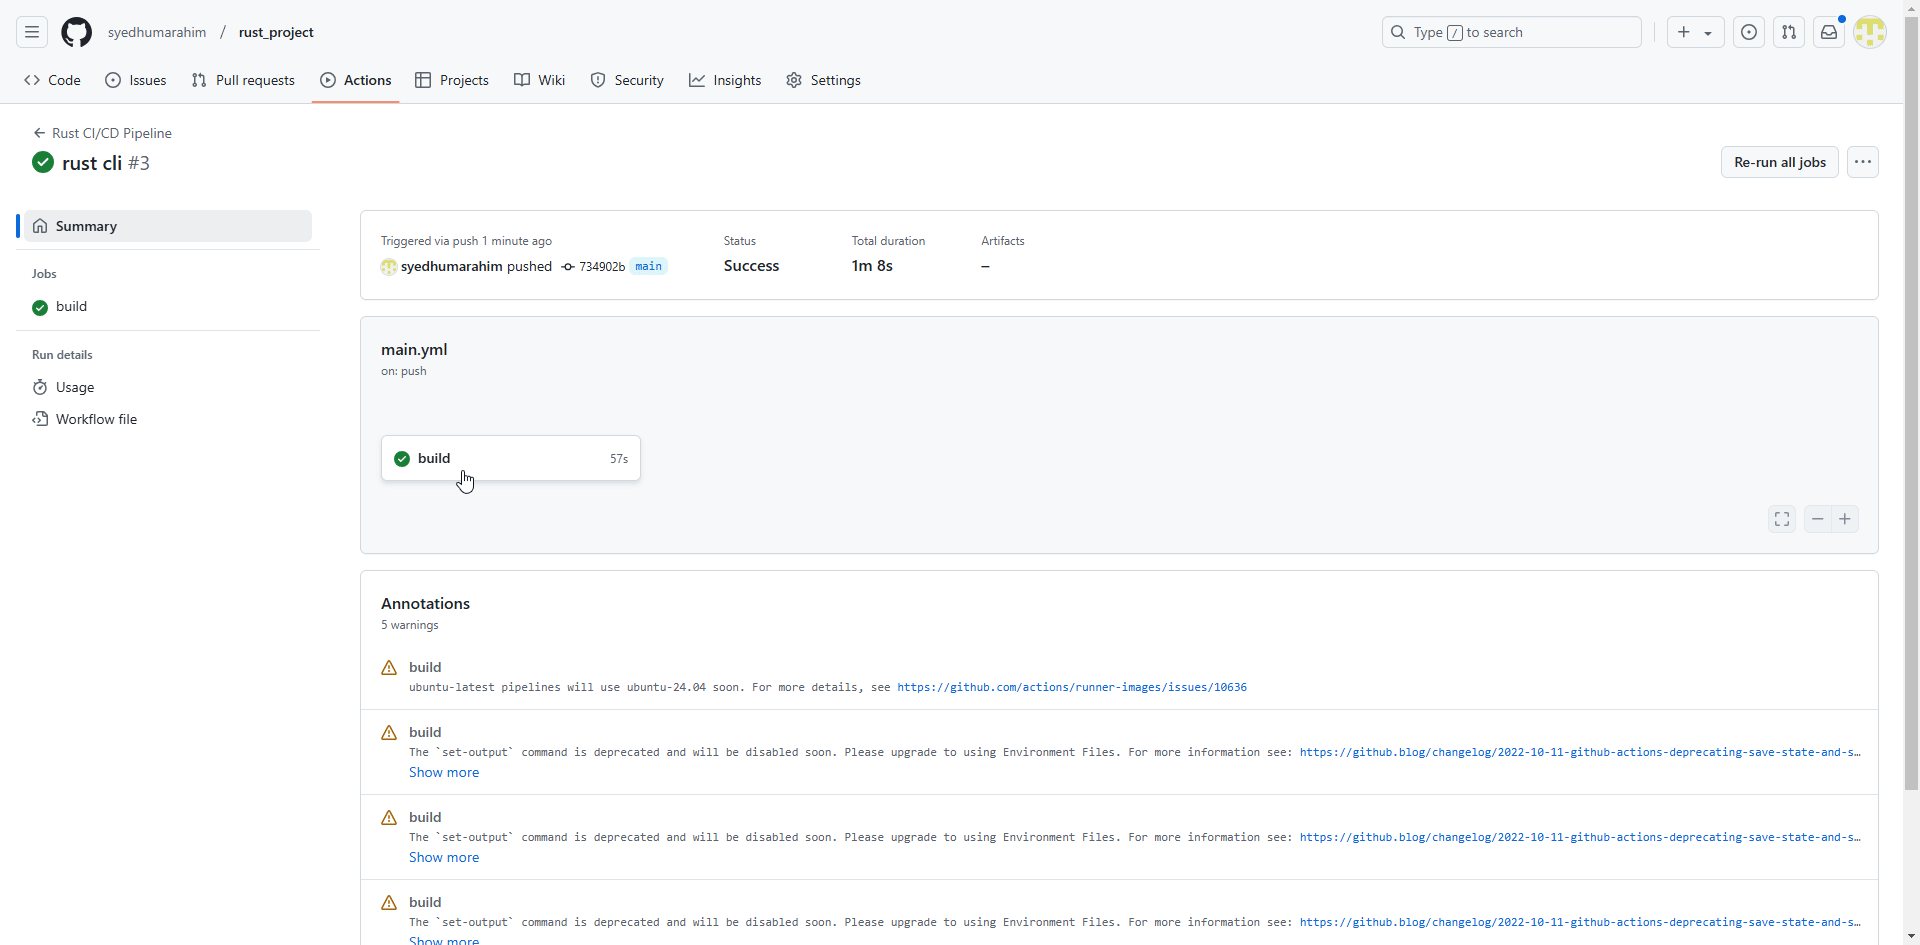 syedhumarahim / rust_project
Type / to search
Code Issues Pull requests Actions Projects Wiki Security Insights Settings
Rust CI/CD Pipeline
rust cli #3
Re-run all jobs
Summary
Jobs
build
Run details
Usage
Workflow file
Triggered via push 1 minute ago
syedhumarahim pushed 734902b main
Status
Success
Total duration
1m 8s
Artifacts
–
main.yml
on: push
build 57s
Annotations
5 warnings
build
ubuntu-latest pipelines will use ubuntu-24.04 soon. For more details, see https://github.com/actions/runner-images/issues/10636
build
The `set-output` command is deprecated and will be disabled soon. Please upgrade to using Environment Files. For more information see: https://github.blog/changelog/2022-10-11-github-actions-deprecating-save-state-and-s…
Show more
build
The `set-output` command is deprecated and will be disabled soon. Please upgrade to using Environment Files. For more information see: https://github.blog/changelog/2022-10-11-github-actions-deprecating-save-state-and-s…
Show more
build
The `set-output` command is deprecated and will be disabled soon. Please upgrade to using Environment Files. For more information see: https://github.blog/changelog/2022-10-11-github-actions-deprecating-save-state-and-s…
Show more